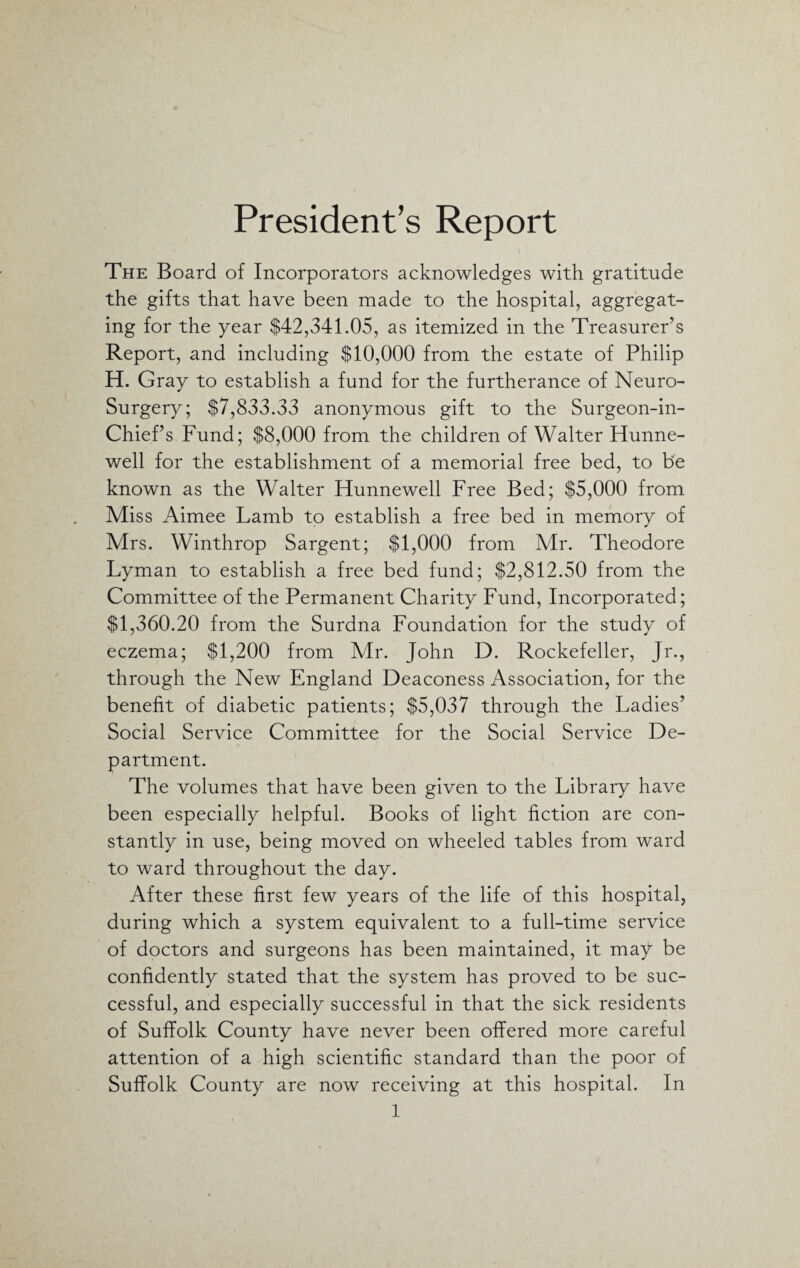 President’s Report
The Board of Incorporators acknowledges with gratitude
the gifts that have been made to the hospital, aggregat-
ing for the year $42,341.05, as itemized in the Treasurer’s
Report, and including $10,000 from the estate of Philip
H. Gray to establish a fund for the furtherance of Neuro-
Surgery; $7,833.33 anonymous gift to the Surgeon-in-
Chief’s Fund; $8,000 from the children of Walter Hunne-
well for the establishment of a memorial free bed, to be
known as the Walter Hunnewell Free Bed; $5,000 from
Miss Aimee Lamb to establish a free bed in memory of
Mrs. Winthrop Sargent; $1,000 from Mr. Theodore
Lyman to establish a free bed fund; $2,812.50 from the
Committee of the Permanent Charity Fund, Incorporated;
$1,360.20 from the Surdna Foundation for the study of
eczema; $1,200 from Mr. John D. Rockefeller, Jr.,
through the New England Deaconess Association, for the
benefit of diabetic patients; $5,037 through the Ladies’
Social Service Committee for the Social Service De-
partment.
The volumes that have been given to the Library have
been especially helpful. Books of light fiction are con-
stantly in use, being moved on wheeled tables from ward
to ward throughout the day.
After these first few years of the life of this hospital,
during which a system equivalent to a full-time service
of doctors and surgeons has been maintained, it may be
confidently stated that the system has proved to be suc-
cessful, and especially successful in that the sick residents
of Suffolk County have never been offered more careful
attention of a high scientific standard than the poor of
Suffolk County are now receiving at this hospital. In
1